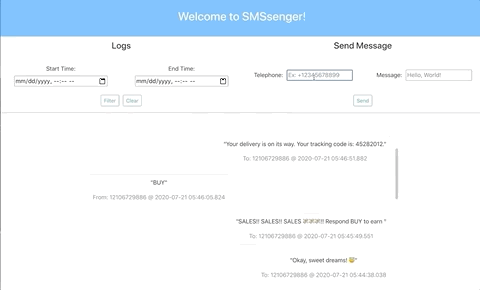 Welcome to SMSsenger!
Logs
Send Message
Start Time:
End Time:
mm/dd/yyyy, --:-- --
mm/dd/yyyy, --:-- --
Telephone:
Ex: +12345678899
Message:
Hello, World!
Filter
Clear
Send
"Your delivery is on its way. Your tracking code is: 45282012."
To: 12106729886 @ 2020-07-21 05:46:51.882
"BUY"
From: 12106729886 @ 2020-07-21 05:46:05.824
"SALES!! SALES!! SALES !!! Respond BUY to earn "
To: 12106729886 @ 2020-07-21 05:45:49.551
"Okay, sweet dreams! 😴"
To: 12106729886 @ 2020-07-21 05:44:38.038